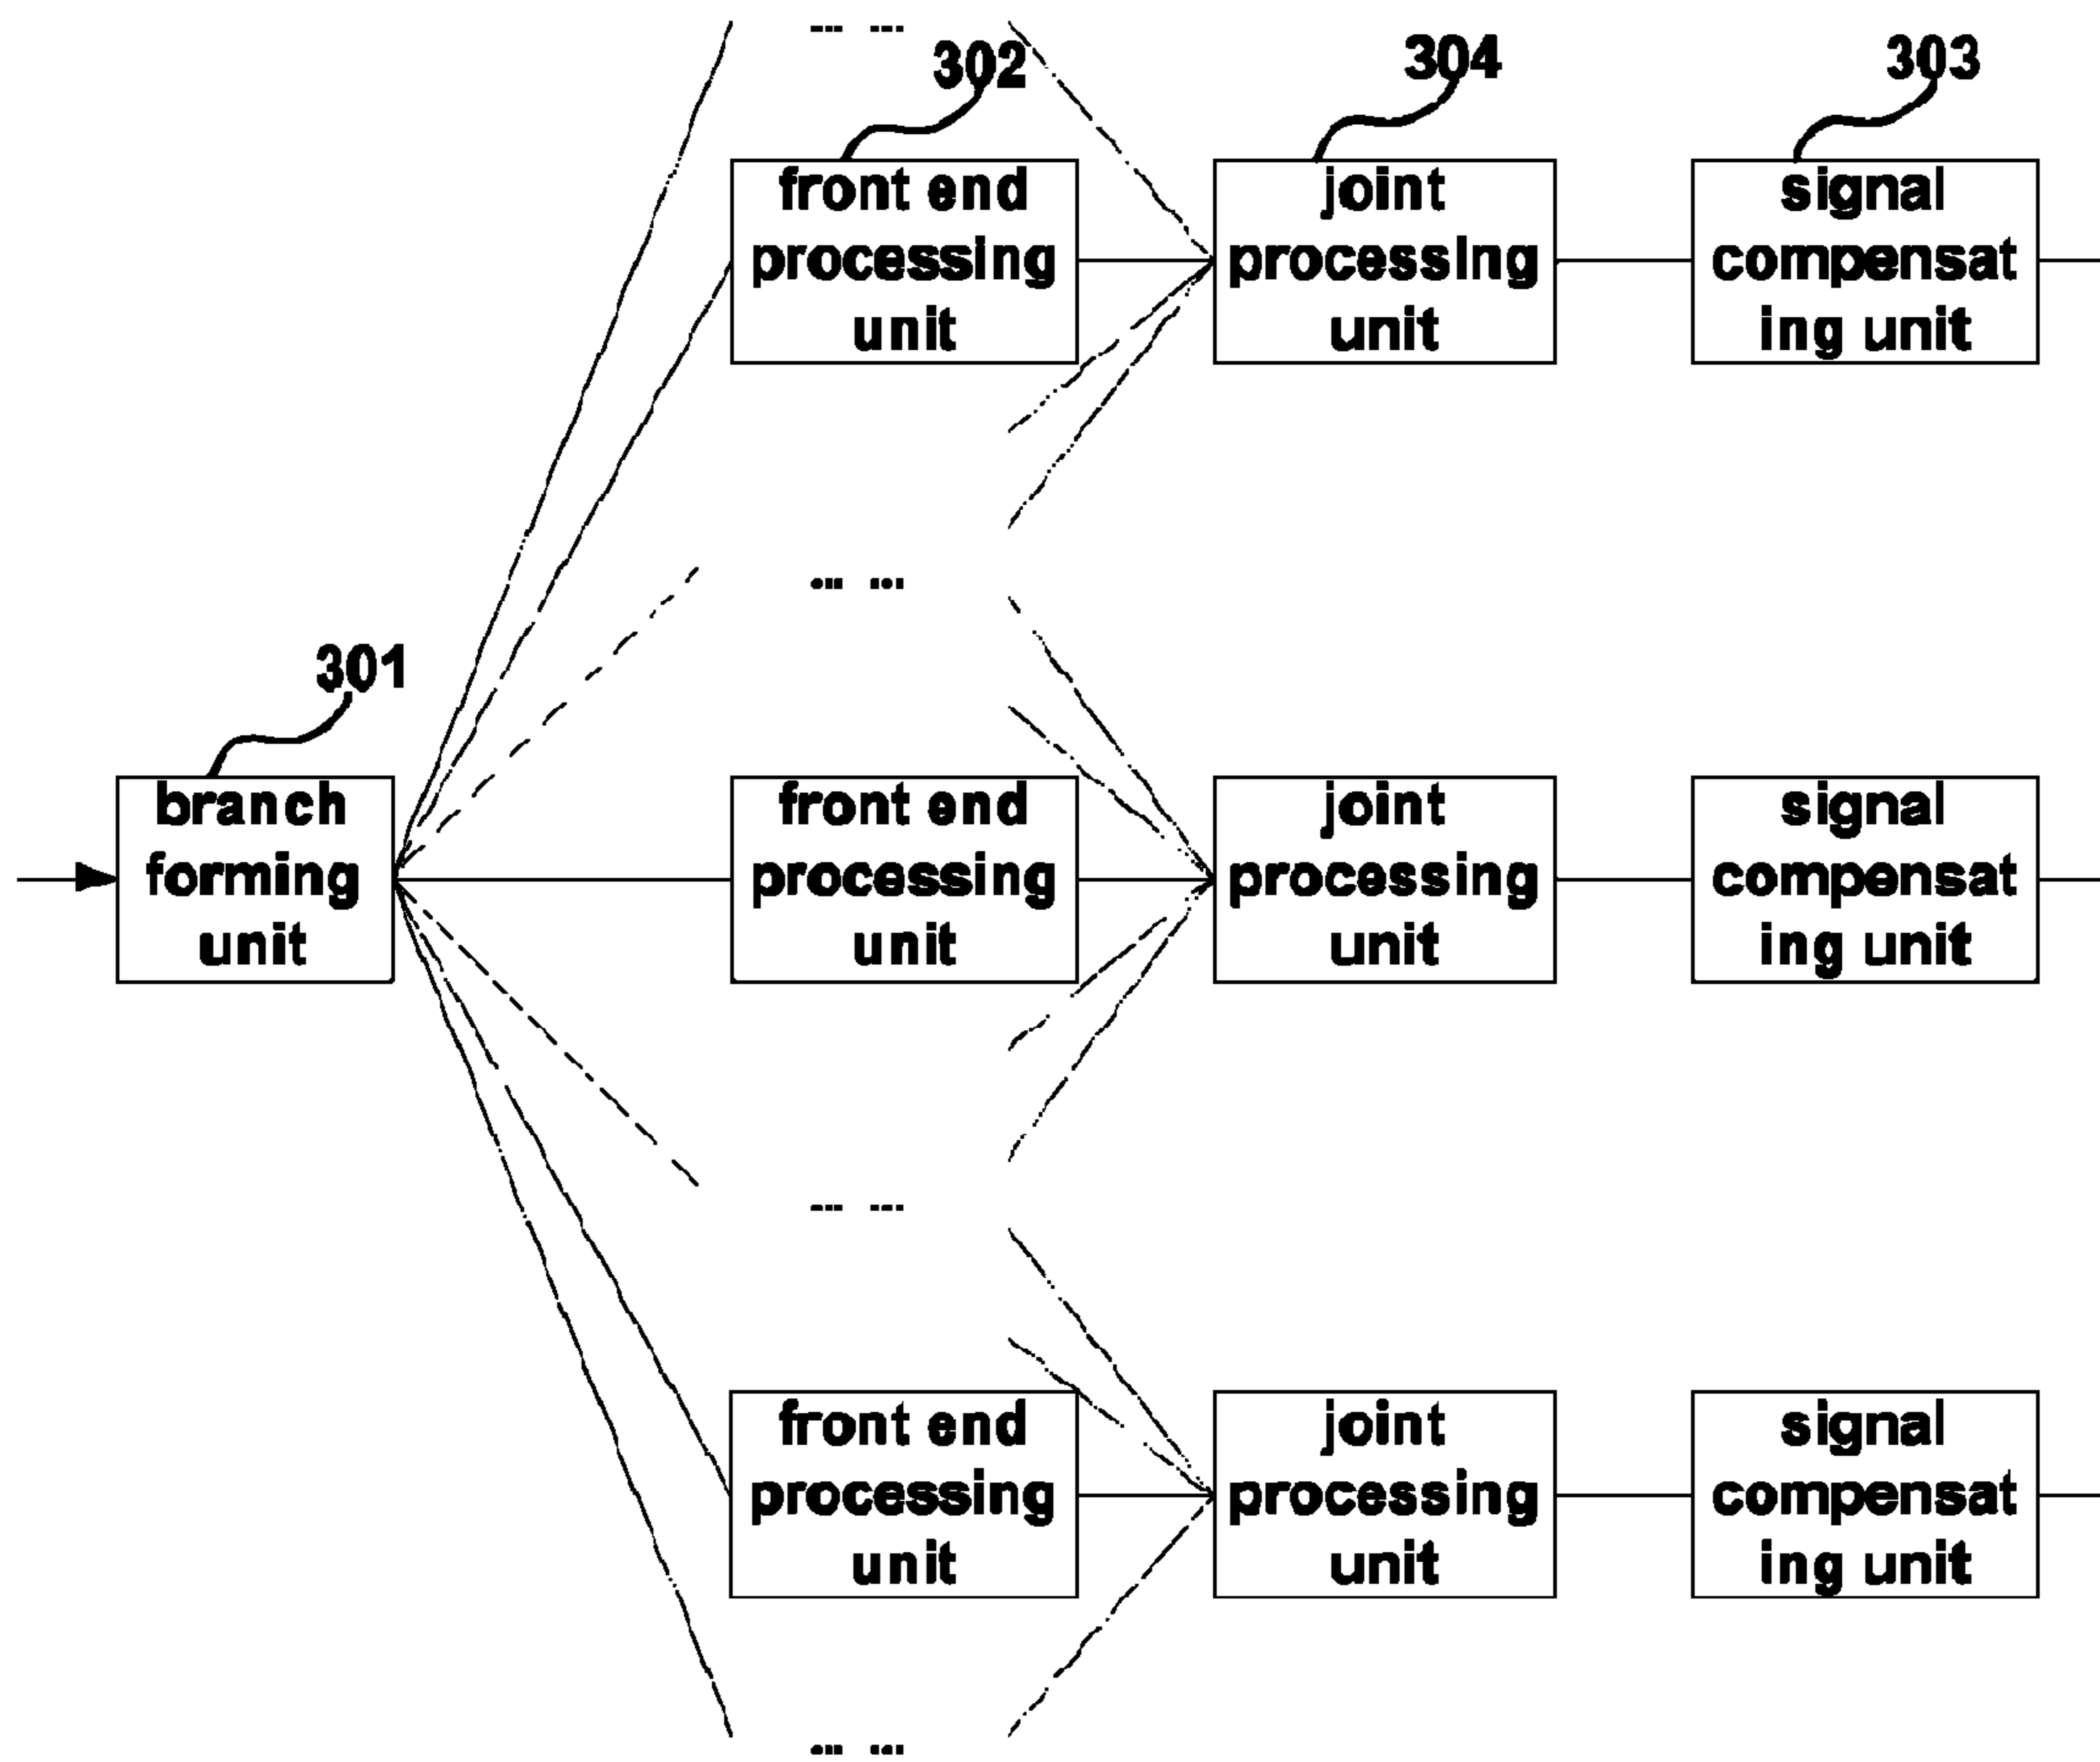 ... ...
302
304
303
front end
processing
unit
joint
processing
unit
signal
compensat
ing unit
... ...
301
branch
forming
unit
front end
processing
unit
joint
processing
unit
signal
compensat
ing unit
... ...
front end
processing
unit
joint
processing
unit
signal
compensat
ing unit
... ...